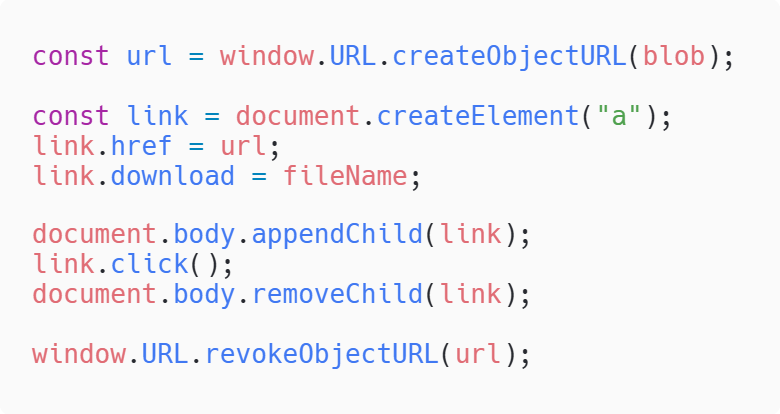 const url = window.URL.createObjectURL(blob);
const link = document.createElement("a");
link.href = url;
link.download = fileName;
document.body.appendChild(link);
link.click();
document.body.removeChild(link);
window.URL.revokeObjectURL(url);